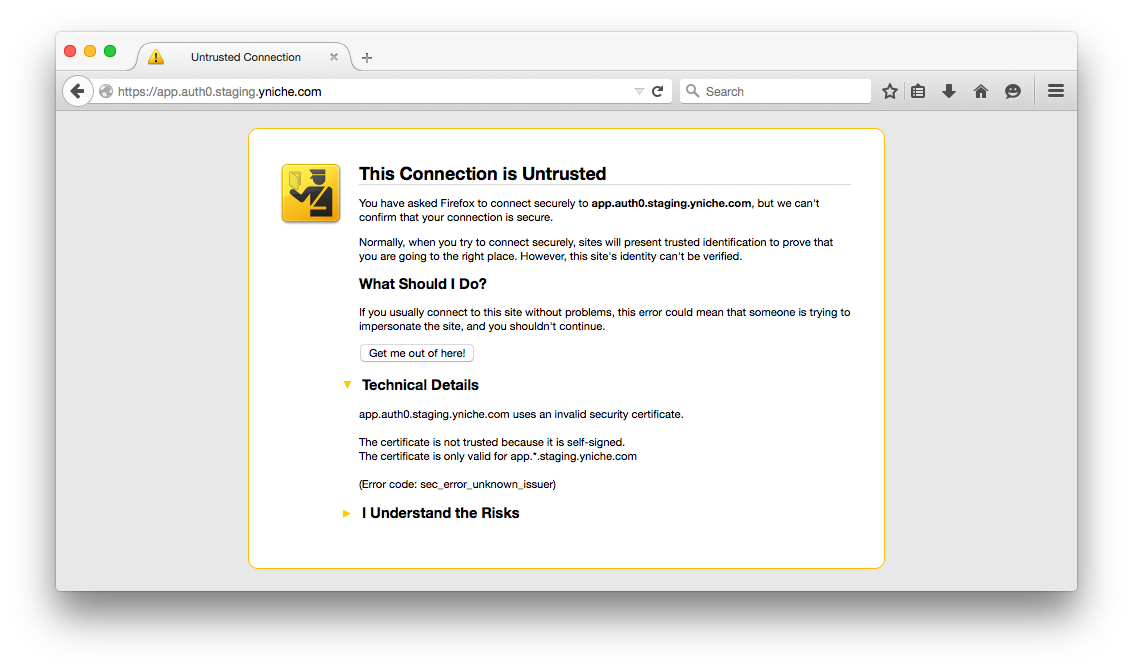 Untrusted Connection
https://app.auth0.staging.yniche.com
Search
This Connection is Untrusted
You have asked Firefox to connect securely to app.auth0.staging.yniche.com, but we can't
confirm that your connection is secure.
Normally, when you try to connect securely, sites will present trusted identification to prove that
you are going to the right place. However, this site's identity can't be verified.
What Should I Do?
If you usually connect to this site without problems, this error could mean that someone is trying to
impersonate the site, and you shouldn't continue.
Get me out of here!
Technical Details
app.auth0.staging.yniche.com uses an invalid security certificate.
The certificate is not trusted because it is self-signed.
The certificate is only valid for app.*.staging.yniche.com
(Error code: sec_error_unknown_issuer)
I Understand the Risks